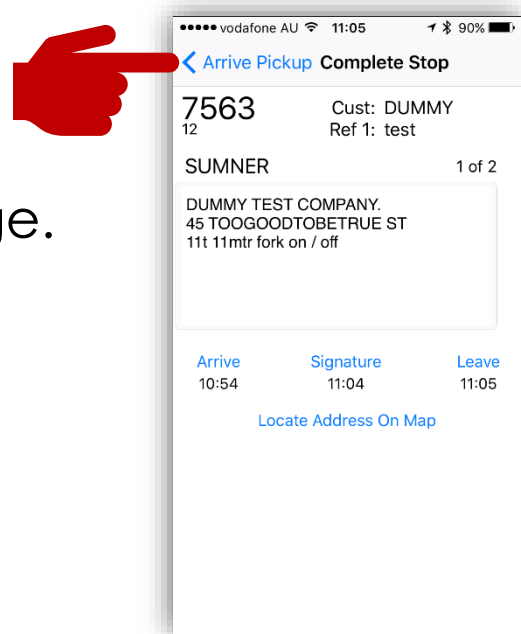 vodafone AU 11:05 90%
Arrive Pickup Complete Stop
7563 Cust: DUMMY
12 Ref 1: test
SUMNER 1 of 2
ge.
DUMMY TEST COMPANY.
45 TOOGOODTOBETRUE ST
11t 11mtr fork on / off
Arrive Signature Leave
10:54 11:04 11:05
Locate Address On Map